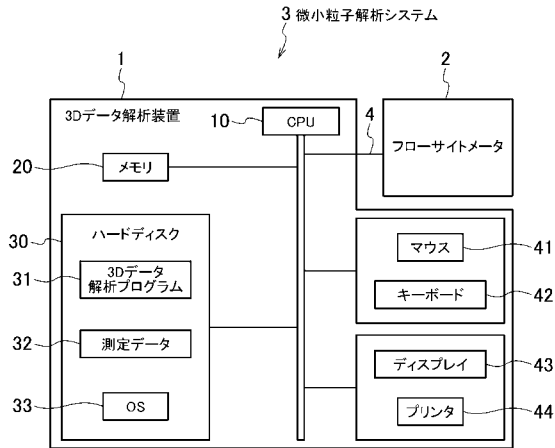 3 微小粒子解析システム
1
2
3Dデータ解析装置
10
CPU
4
フローサイトメータ
20
メモリ
30
ハードディスク
31
3Dデータ
解析プログラム
32
測定データ
33
OS
マウス
41
キーボード
42
ディスプレイ
43
プリンタ
44